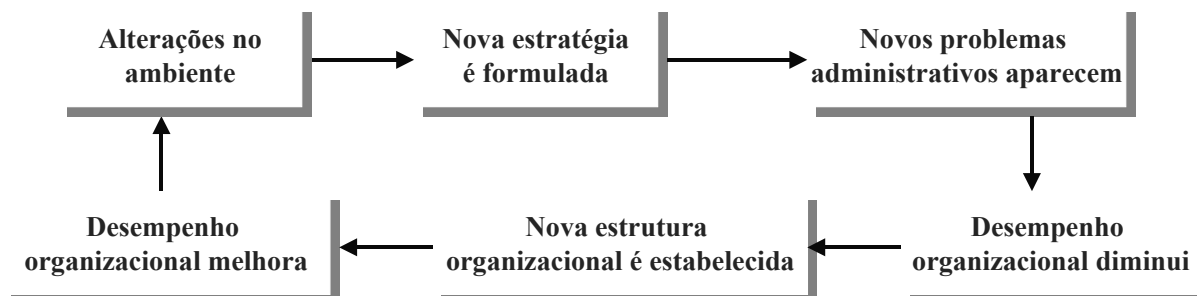 Alterações no
ambiente
Nova estratégia
é formulada
Novos problemas
administrativos aparecem
Desempenho
organizacional melhora
Nova estrutura
organizacional é estabelecida
Desempenho
organizacional diminui